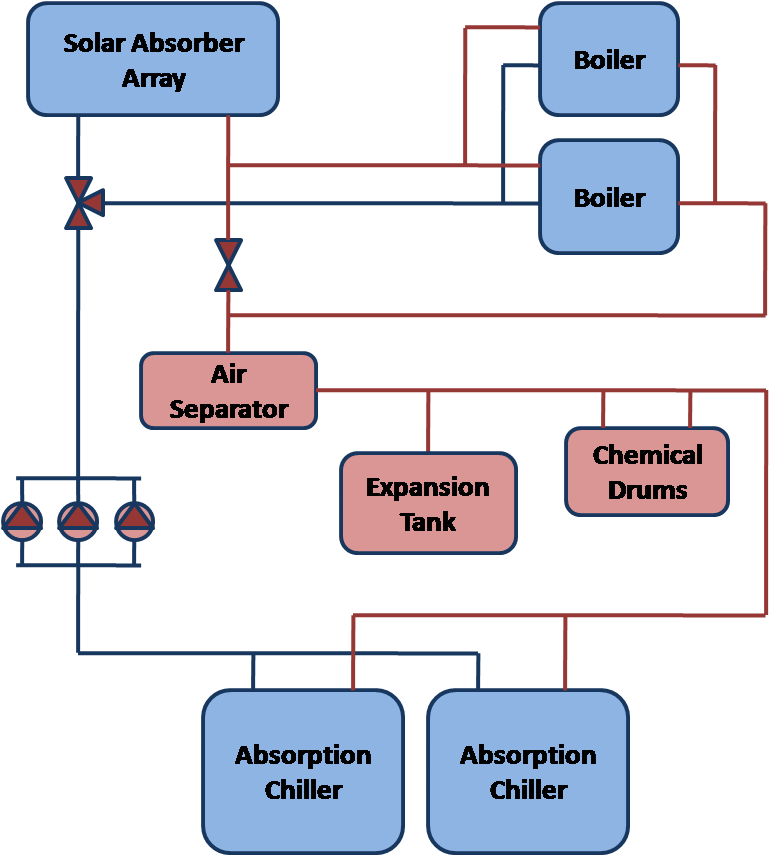 Solar Absorber
Array
Boiler
Boiler
Air
Separator
Expansion
Tank
Chemical
Drums
Absorption
Chiller
Absorption
Chiller